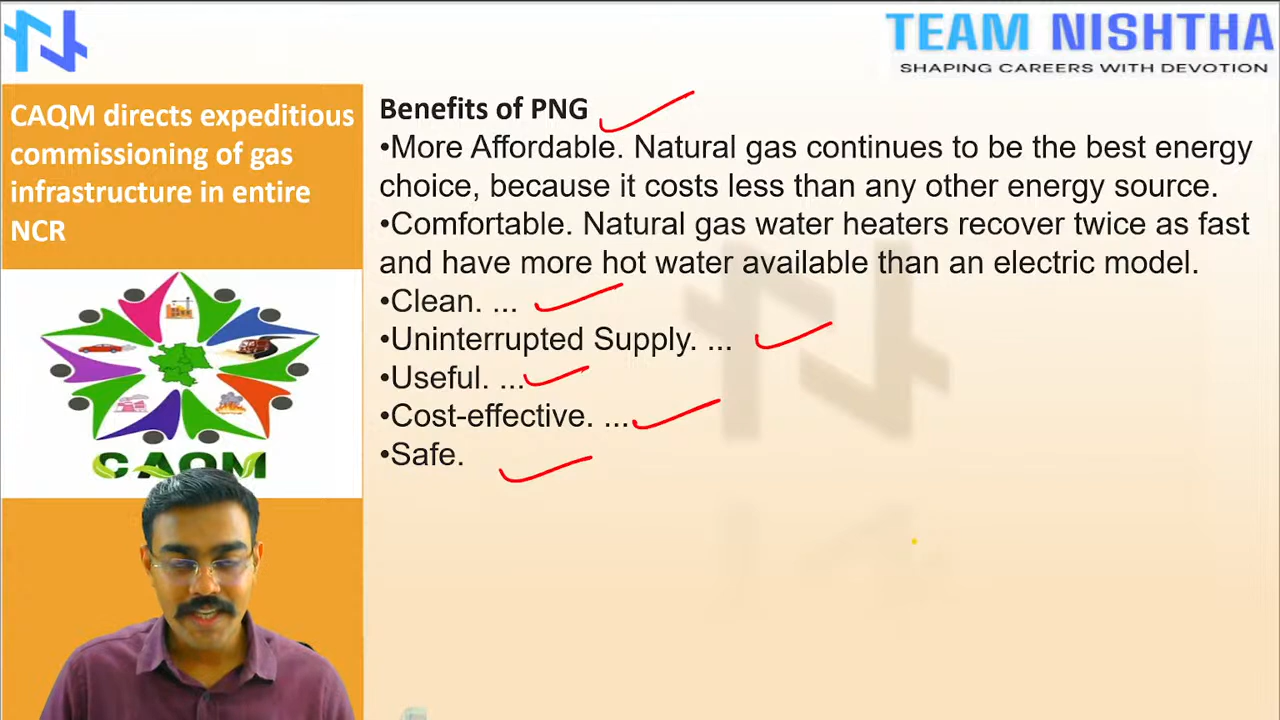 TEAM NISHTHA
SHAPING CAREERS WITH DEVOTION
CAQM directs expeditious
commissioning of gas
infrastructure in entire
NCR
CAQM
Benefits of PNG
•More Affordable. Natural gas continues to be the best energy
choice, because it costs less than any other energy source.
•Comfortable. Natural gas water heaters recover twice as fast
and have more hot water available than an electric model.
•Clean. ...
•Uninterrupted Supply. ...
•Useful. ...
•Cost-effective. ...
•Safe.